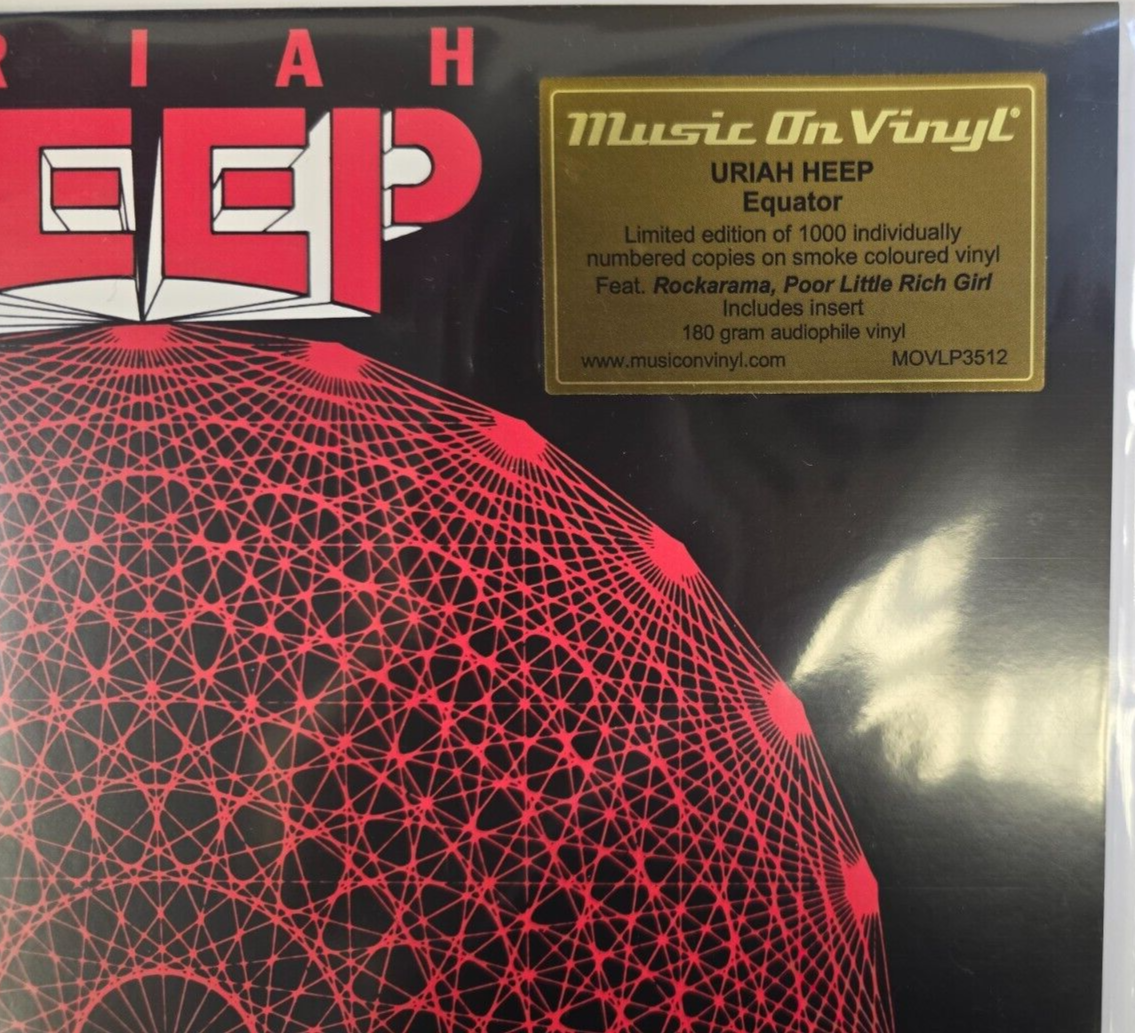 RIAH
EEP
Music On Vinyl®
URIAH HEEP
Equator
Limited edition of 1000 individually
numbered copies on smoke coloured vinyl
Feat. Rockarama, Poor Little Rich Girl
Includes insert
180 gram audiophile vinyl
www.musiconvinyl.com MOVLP3512